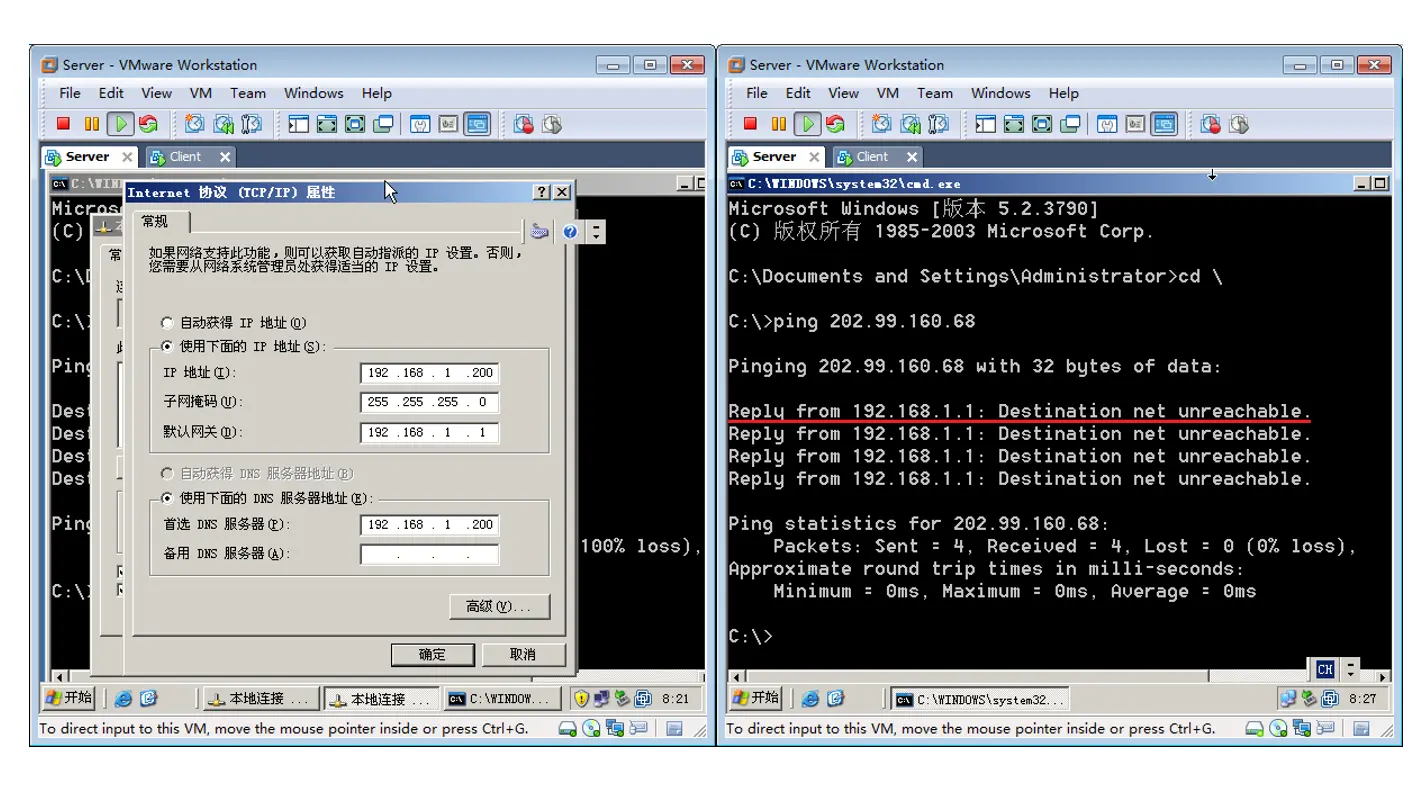 Server - VMware Workstation
File Edit View VM Team Windows Help
Server Client
C:\WIN
Internet 协议 (TCP/IP) 属性
常规
如果网络支持此功能，则可以获取自动指派的 IP 设置。否则，
您需要从网络系统管理员处获得适当的 IP 设置。
自动获得 IP 地址(O)
使用下面的 IP 地址(S):
IP 地址(I): 192 .168 . 1 .200
子网掩码(U): 255 .255 .255 . 0
默认网关(D): 192 .168 . 1 . 1
自动获得 DNS 服务器地址(B)
使用下面的 DNS 服务器地址(E):
首选 DNS 服务器(P): 192 .168 . 1 .200
备用 DNS 服务器(A): . . .
高级(V)...
确定 取消
Micros
(C)
常
C:\D
C:\
Ping
Dest
Dest
Dest
Dest
Ping
100% loss),
C:\
开始 本地连接 ... 本地连接 ... C:\WINDOW... 8:21
To direct input to this VM, move the mouse pointer inside or press Ctrl+G.
Server - VMware Workstation
File Edit View VM Team Windows Help
Server Client
C:\WINDOWS\system32\cmd.exe
Microsoft Windows [版本 5.2.3790]
(C) 版权所有 1985-2003 Microsoft Corp.
C:\Documents and Settings\Administrator>cd \
C:\>ping 202.99.160.68
Pinging 202.99.160.68 with 32 bytes of data:
Reply from 192.168.1.1: Destination net unreachable.
Reply from 192.168.1.1: Destination net unreachable.
Reply from 192.168.1.1: Destination net unreachable.
Reply from 192.168.1.1: Destination net unreachable.
Ping statistics for 202.99.160.68:
Packets: Sent = 4, Received = 4, Lost = 0 (0% loss),
Approximate round trip times in milli-seconds:
Minimum = 0ms, Maximum = 0ms, Average = 0ms
C:\>
CH
开始 C:\WINDOWS\system32... 8:27
To direct input to this VM, move the mouse pointer inside or press Ctrl+G.